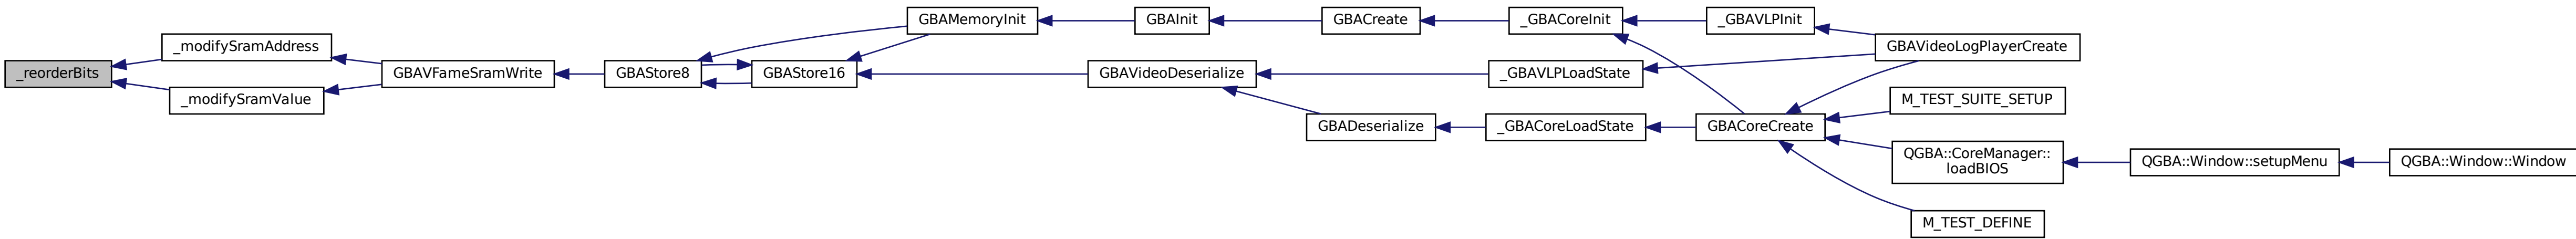 _reorderBits
_modifySramAddress
_modifySramValue
GBAVFameSramWrite
GBAStore8
GBAStore16
GBAMemoryInit
GBAInit
GBACreate
_GBACoreInit
_GBAVLPInit
GBAVideoLogPlayerCreate
GBAVideoDeserialize
_GBAVLPLoadState
GBADeserialize
_GBACoreLoadState
GBACoreCreate
M_TEST_SUITE_SETUP
QGBA::CoreManager::
loadBIOS
QGBA::Window::setupMenu
QGBA::Window::Window
M_TEST_DEFINE